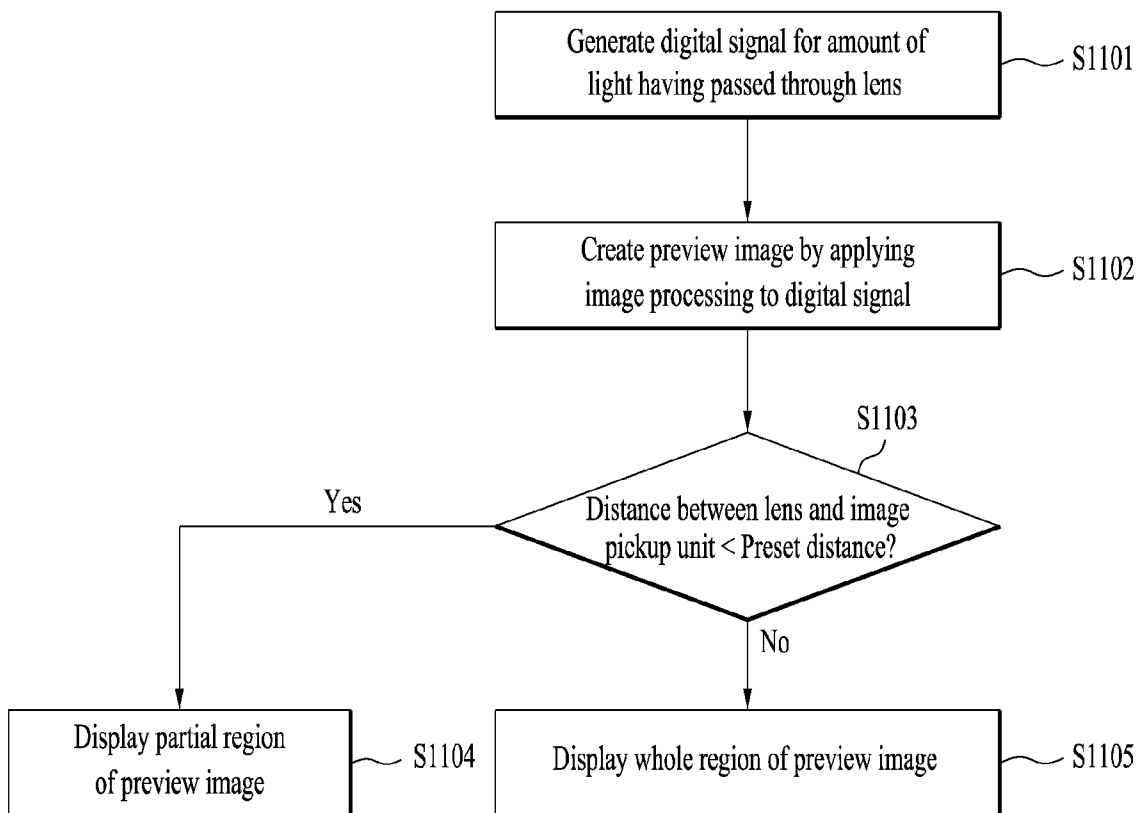 Generate digital signal for amount of
light having passed through lens
S1101
Create preview image by applying
image processing to digital signal
S1102
S1103
Distance between lens and image
pickup unit < Preset distance?
Yes
No
Display partial region
of preview image
S1104
Display whole region of preview image
S1105